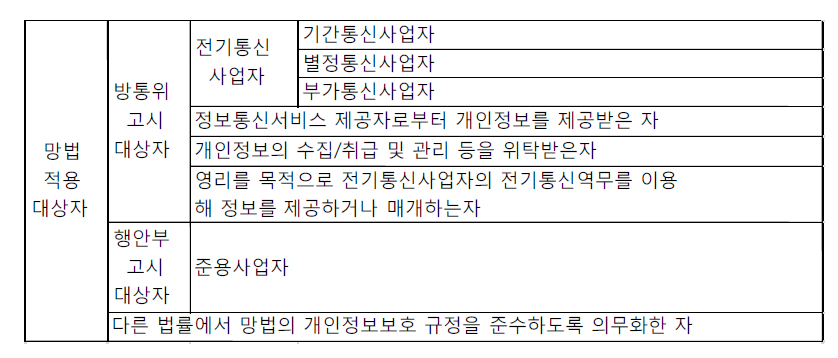 망법
적용
대상자
방통위
고시
대상자
전기통신
사업자
기간통신사업자
별정통신사업자
부가통신사업자
정보통신서비스 제공자로부터 개인정보를 제공받은 자
개인정보의 수집/취급 및 관리 등을 위탁받은자
영리를 목적으로 전기통신사업자의 전기통신역무를 이용
해 정보를 제공하거나 매개하는자
행안부
고시
대상자
준용사업자
다른 법률에서 망법의 개인정보보호 규정을 준수하도록 의무화한 자